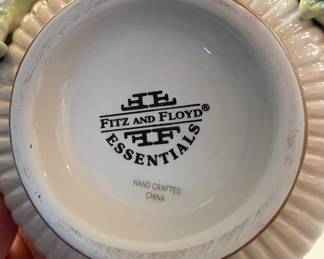 FITZ AND FLOYD®
ESSENTIALS
HAND CRAFTED
CHINA